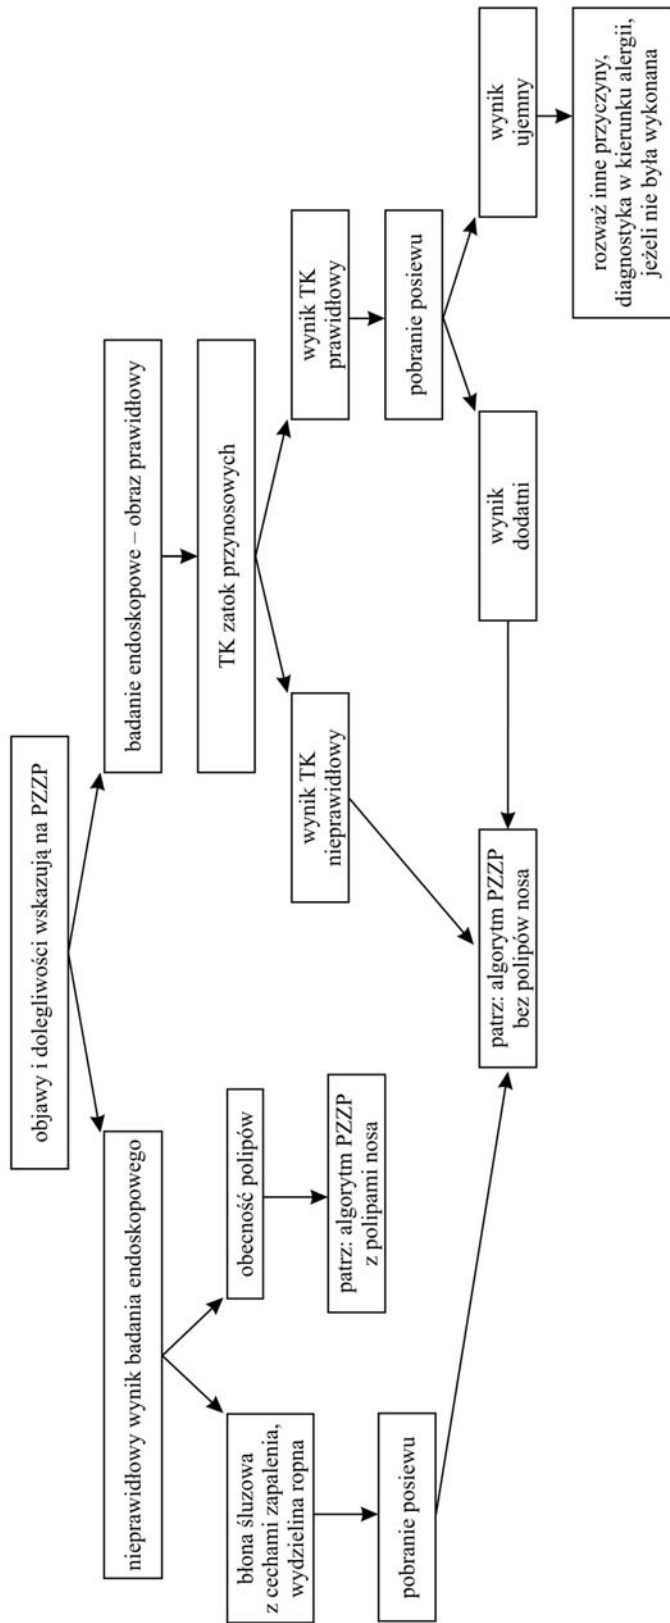 objawy i dolegliwości wskazują na PZZP
nieprawidłowy wynik badania endoskopowego
badanie endoskopowe – obraz prawidłowy
błona śluzowa
z cechami zapalenia,
wydzielina ropna
obecność polipów
TK zatok przynosowych
pobranie posiewu
patrz: algorytm PZZP
z polipami nosa
wynik TK
nieprawidłowy
wynik TK
prawidłowy
pobranie posiewu
patrz: algorytm PZZP
bez polipów nosa
wynik
dodatni
wynik
ujemny
rozważ inne przyczyny,
diagnostyka w kierunku alergii,
jeżeli nie była wykonana